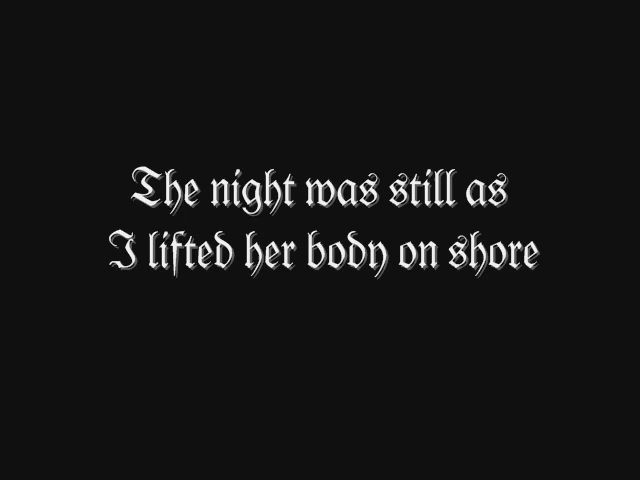 The night was still as
I lifted her body on shore